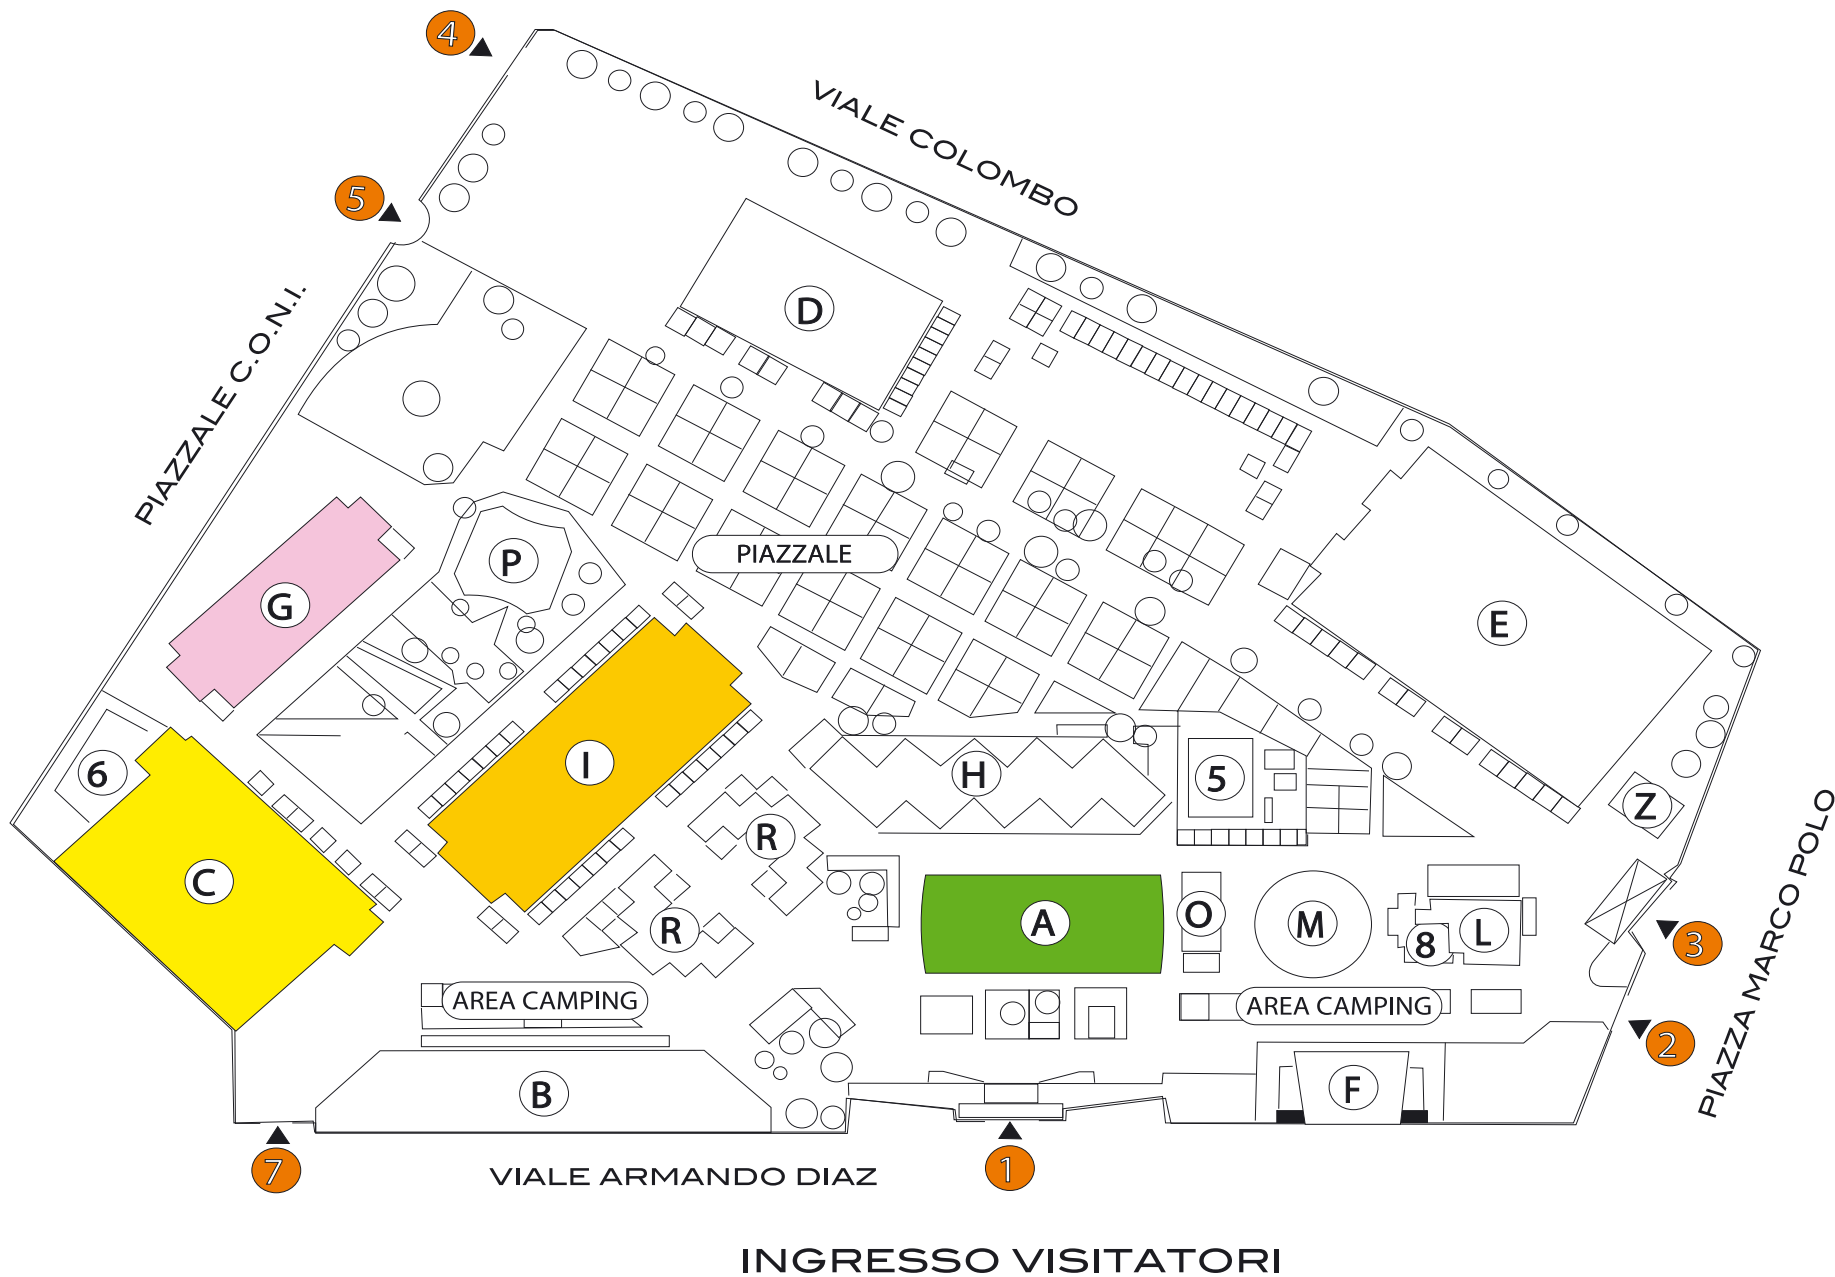 4
VIALE COLOMBO
5
D
PIAZZALE C.O.N.I.
PIAZZALE
P
G
E
I
6
H
5
Z
C
R
R
A
O
M
8
L
3
AREA CAMPING
AREA CAMPING
2
PIAZZA MARCO POLO
B
F
7
1
VIALE ARMANDO DIAZ
INGRESSO VISITATORI